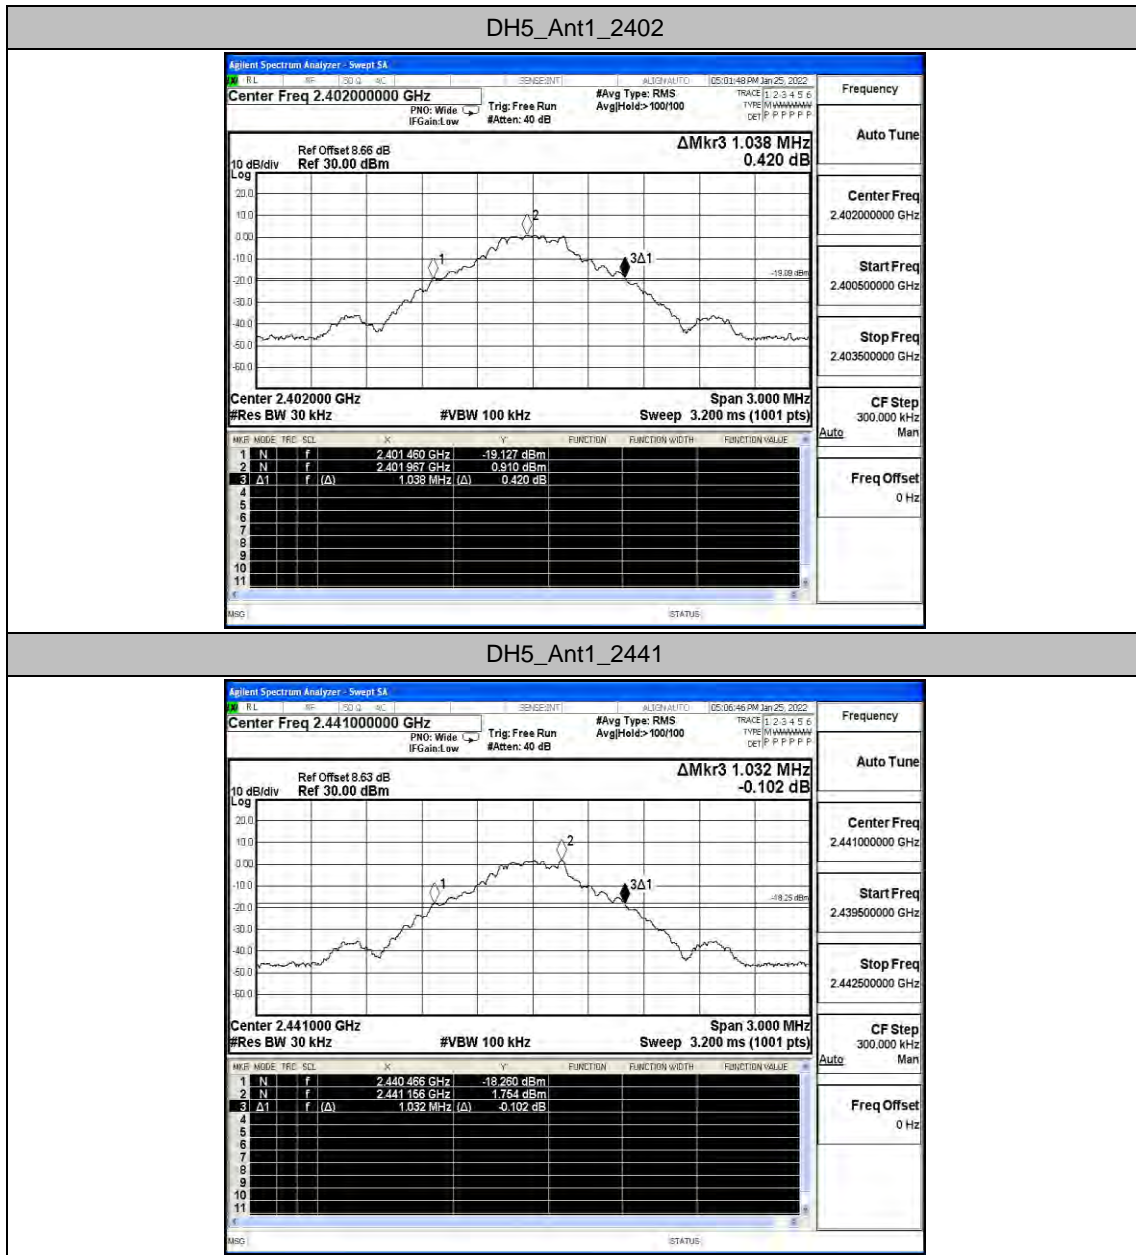 DH5_Ant1_2402
Agilent Spectrum Analyzer - Swept SA
RL RF 50 Ω AC SENSE:INT ALIGN AUTO 05:01:48 PM Jan 25, 2022
Center Freq 2.402000000 GHz
PNO: Wide
IFGain:Low
Trig: Free Run
#Atten: 40 dB
#Avg Type: RMS
Avg|Hold:>100/100
TRACE 1 2 3 4 5 6
TYPE M WWWWW
DET P P P P P P
ΔMkr3 1.038 MHz
0.420 dB
Ref Offset 8.66 dB
10 dB/div Ref 30.00 dBm
Log
20.0
10.0
0.00
-10.0
-20.0
-30.0
-40.0
-50.0
-60.0
1
2
3Δ1
-19.09 dBm
Center 2.402000 GHz Span 3.000 MHz
#Res BW 30 kHz #VBW 100 kHz Sweep 3.200 ms (1001 pts)
MKR MODE TRC SCL X Y FUNCTION FUNCTION WIDTH FUNCTION VALUE
1 N f 2.401 460 GHz -19.127 dBm
2 N f 2.401 967 GHz 0.910 dBm
3 Δ1 f (Δ) 1.038 MHz (Δ) 0.420 dB
4
5
6
7
8
9
10
11
MSG STATUS
Frequency
Auto Tune
Center Freq
2.402000000 GHz
Start Freq
2.400500000 GHz
Stop Freq
2.403500000 GHz
CF Step
300.000 kHz
Auto Man
Freq Offset
0 Hz
DH5_Ant1_2441
Agilent Spectrum Analyzer - Swept SA
RL RF 50 Ω AC SENSE:INT ALIGN AUTO 05:06:46 PM Jan 25, 2022
Center Freq 2.441000000 GHz
PNO: Wide
IFGain:Low
Trig: Free Run
#Atten: 40 dB
#Avg Type: RMS
Avg|Hold:>100/100
TRACE 1 2 3 4 5 6
TYPE M WWWWW
DET P P P P P P
ΔMkr3 1.032 MHz
-0.102 dB
Ref Offset 8.63 dB
10 dB/div Ref 30.00 dBm
Log
20.0
10.0
0.00
-10.0
-20.0
-30.0
-40.0
-50.0
-60.0
1
2
3Δ1
-18.25 dBm
Center 2.441000 GHz Span 3.000 MHz
#Res BW 30 kHz #VBW 100 kHz Sweep 3.200 ms (1001 pts)
MKR MODE TRC SCL X Y FUNCTION FUNCTION WIDTH FUNCTION VALUE
1 N f 2.440 466 GHz -18.260 dBm
2 N f 2.441 156 GHz 1.754 dBm
3 Δ1 f (Δ) 1.032 MHz (Δ) -0.102 dB
4
5
6
7
8
9
10
11
MSG STATUS
Frequency
Auto Tune
Center Freq
2.441000000 GHz
Start Freq
2.439500000 GHz
Stop Freq
2.442500000 GHz
CF Step
300.000 kHz
Auto Man
Freq Offset
0 Hz